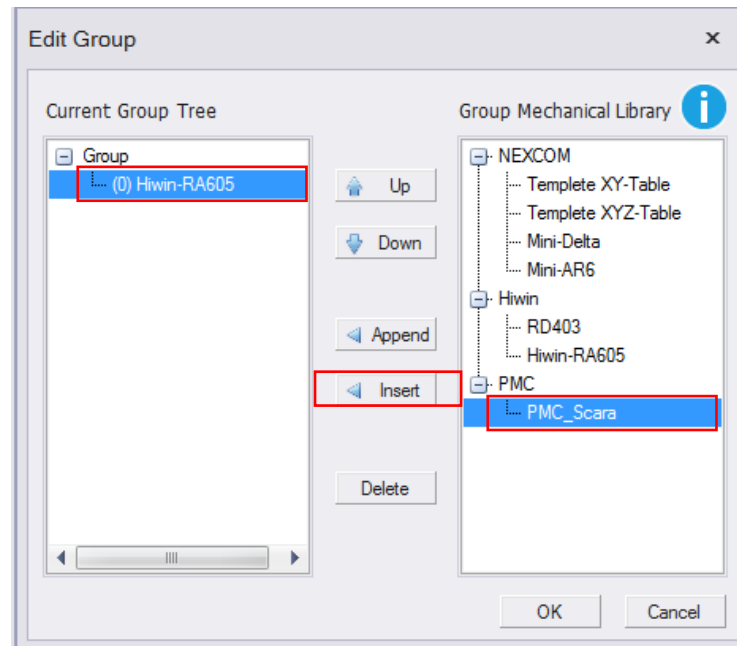 Edit Group
Current Group Tree
Group
(0) Hiwin-RA605
Up
Down
Append
Insert
Delete
Group Mechanical Library
NEXCOM
Templete XY-Table
Templete XYZ-Table
Mini-Delta
Mini-AR6
Hiwin
RD403
Hiwin-RA605
PMC
PMC_Scara
OK
Cancel